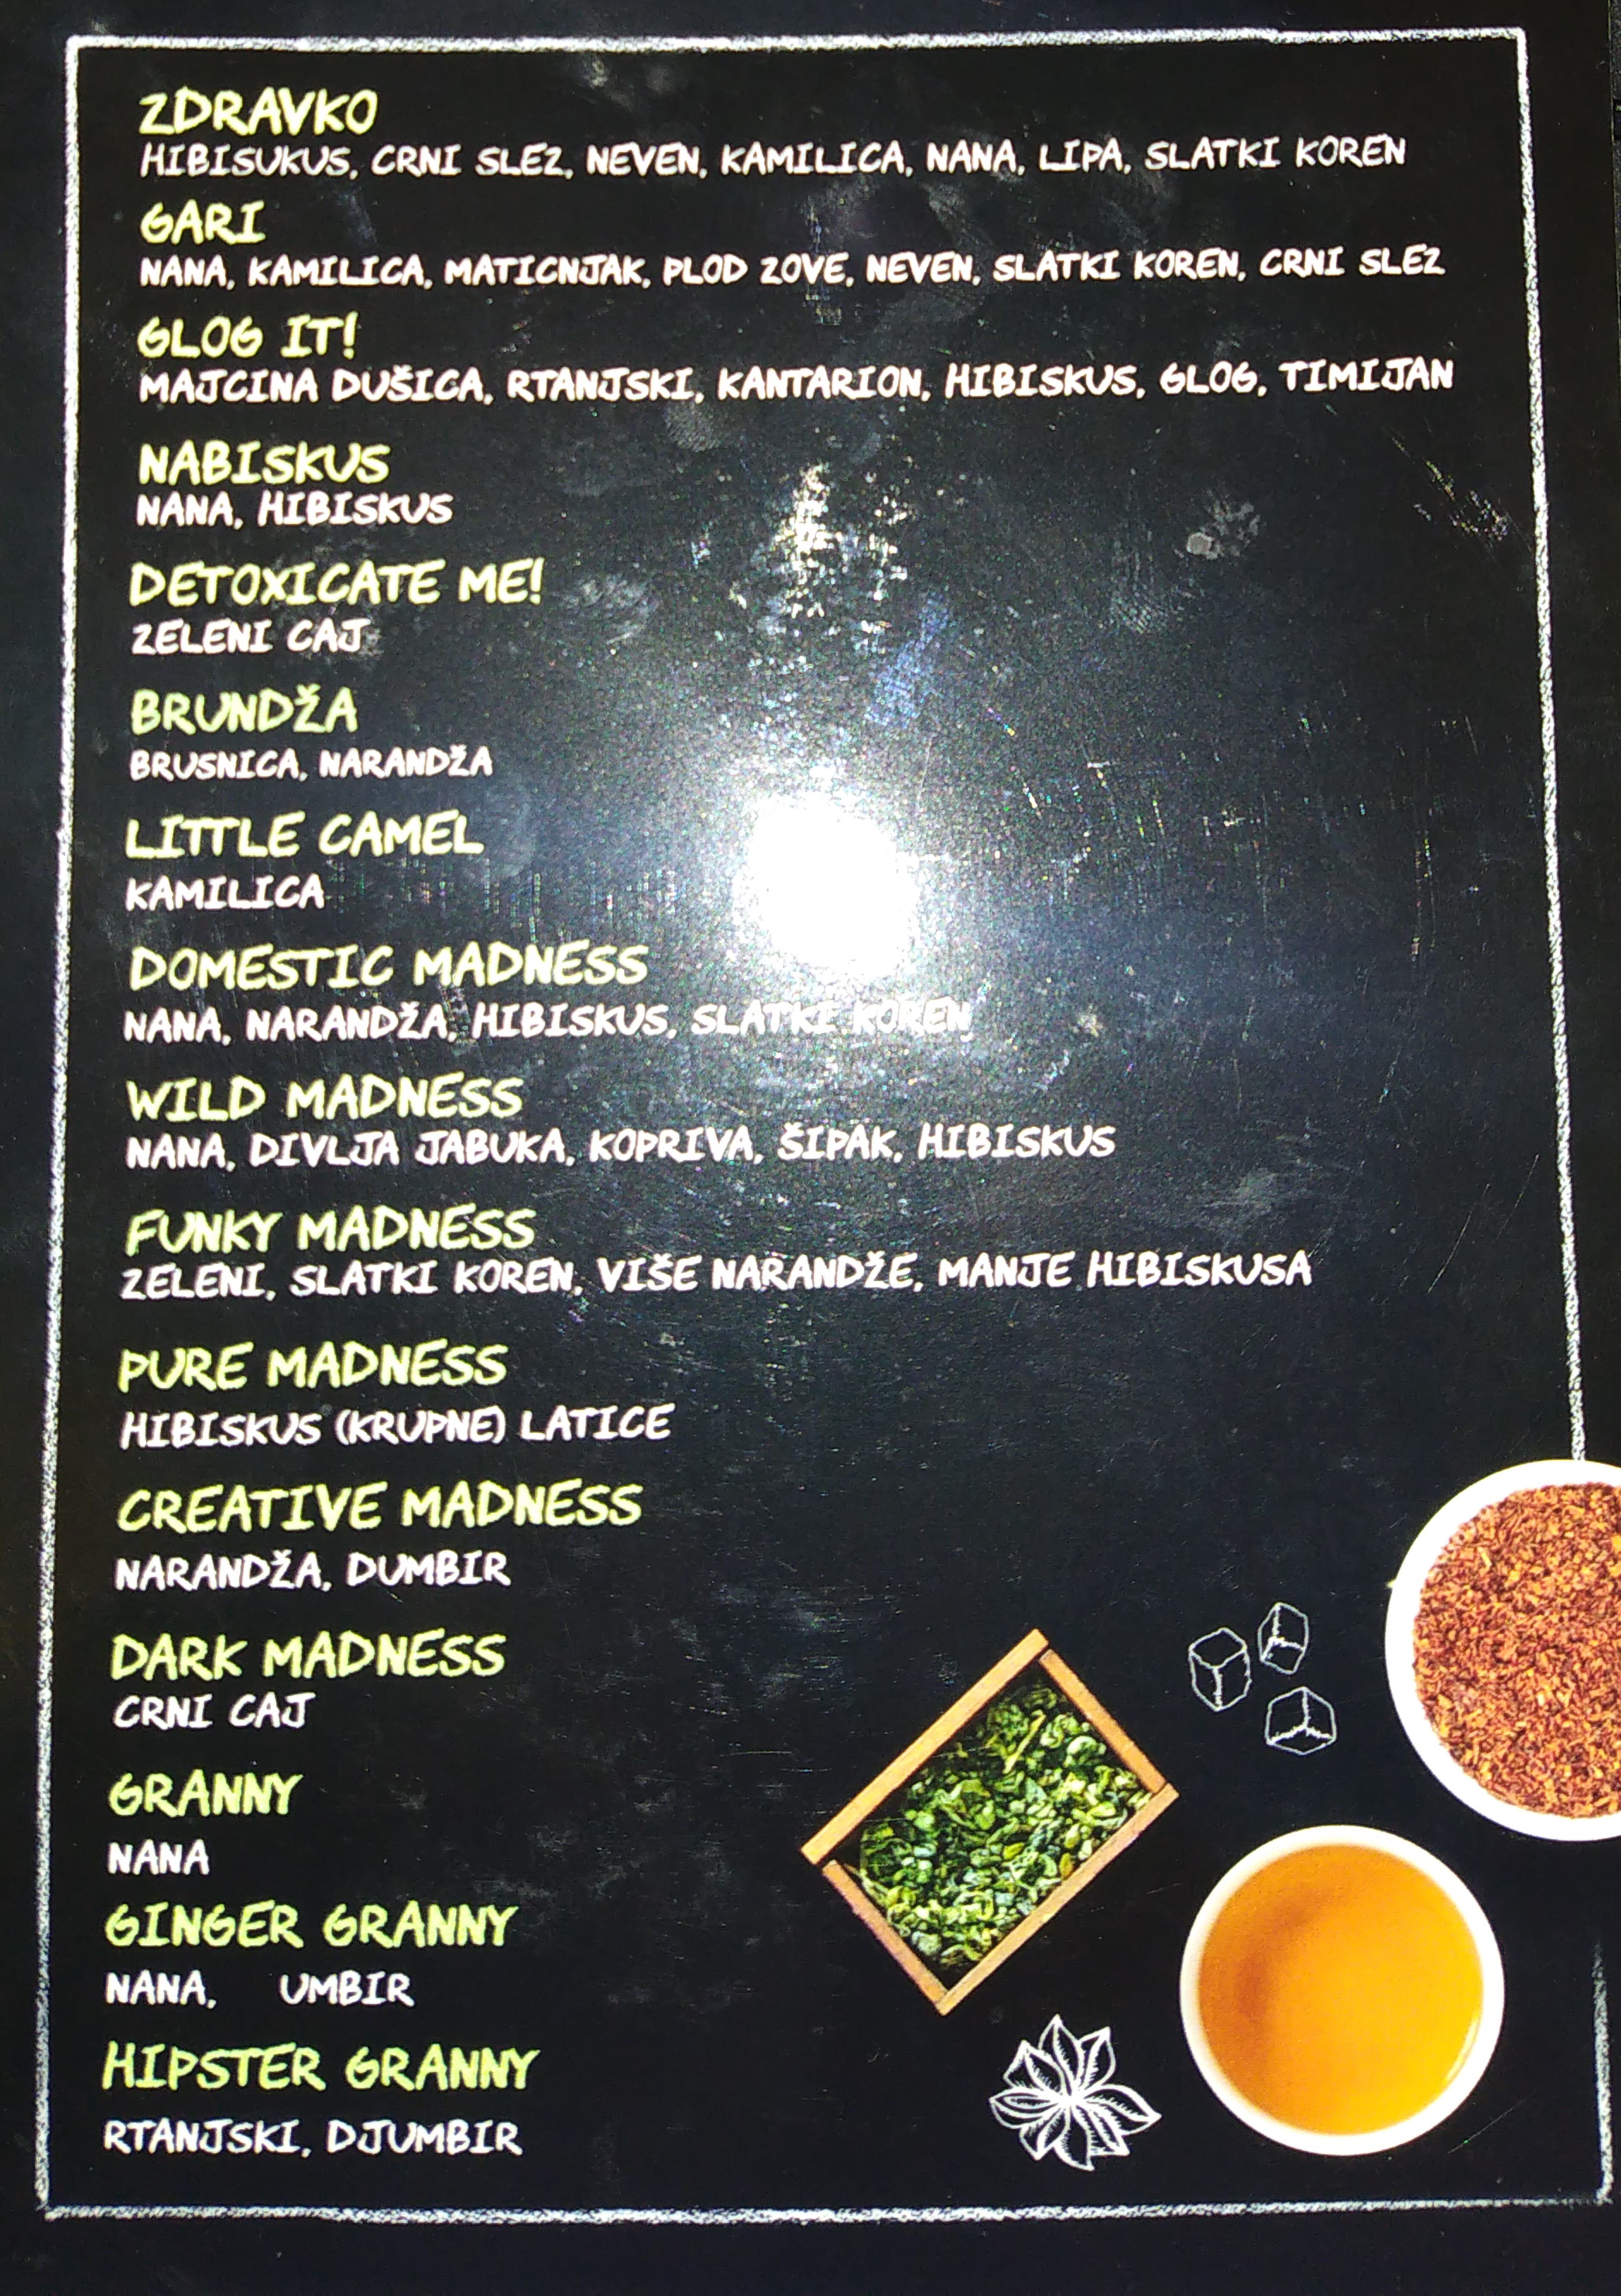 ZDRAVKO
HIBISUKUS, CRNI SLEZ, NEVEN, KAMILICA, NANA, LIPA, SLATKI KOREN
GARI
NANA, KAMILICA, MATICNJAK, PLOD ZOVE, NEVEN, SLATKI KOREN, CRNI SLEZ
GLOG IT!
MAJCINA DUŠICA, RTANJSKI, KANTARION, HIBISKUS, GLOG, TIMIJAN
NABISKUS
NANA, HIBISKUS
DETOXICATE ME!
ZELENI CAJ
BRUNDŽA
BRUSNICA, NARANDŽA
LITTLE CAMEL
KAMILICA
DOMESTIC MADNESS
NANA, NARANDŽA, HIBISKUS, SLATKI KOREN
WILD MADNESS
NANA, DIVLJA JABUKA, KOPRIVA, ŠIPAK, HIBISKUS
FUNKY MADNESS
ZELENI, SLATKI KOREN, VIŠE NARANDŽE, MANJE HIBISKUSA
PURE MADNESS
HIBISKUS (KRUPNE) LATICE
CREATIVE MADNESS
NARANDŽA, DUMBIR
DARK MADNESS
CRNI CAJ
GRANNY
NANA
GINGER GRANNY
NANA, UMBIR
HIPSTER GRANNY
RTANJSKI, DJUMBIR